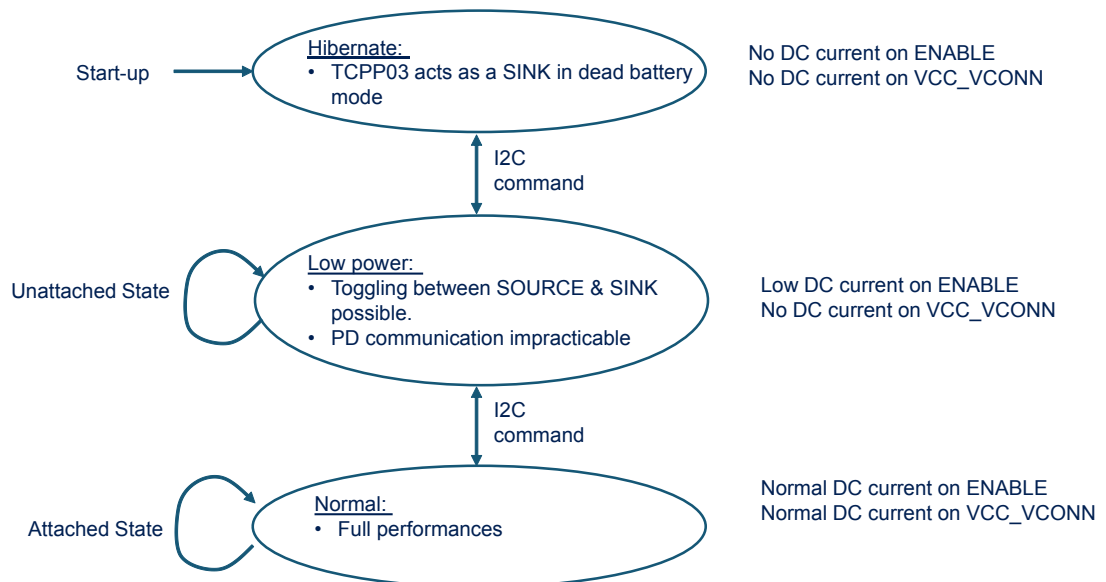 Start-up
Hibernate:
• TCPP03 acts as a SINK in dead battery
mode
No DC current on ENABLE
No DC current on VCC_VCONN
I2C
command
Unattached State
Low power:
• Toggling between SOURCE & SINK
possible.
• PD communication impracticable
Low DC current on ENABLE
No DC current on VCC_VCONN
I2C
command
Attached State
Normal:
• Full performances
Normal DC current on ENABLE
Normal DC current on VCC_VCONN